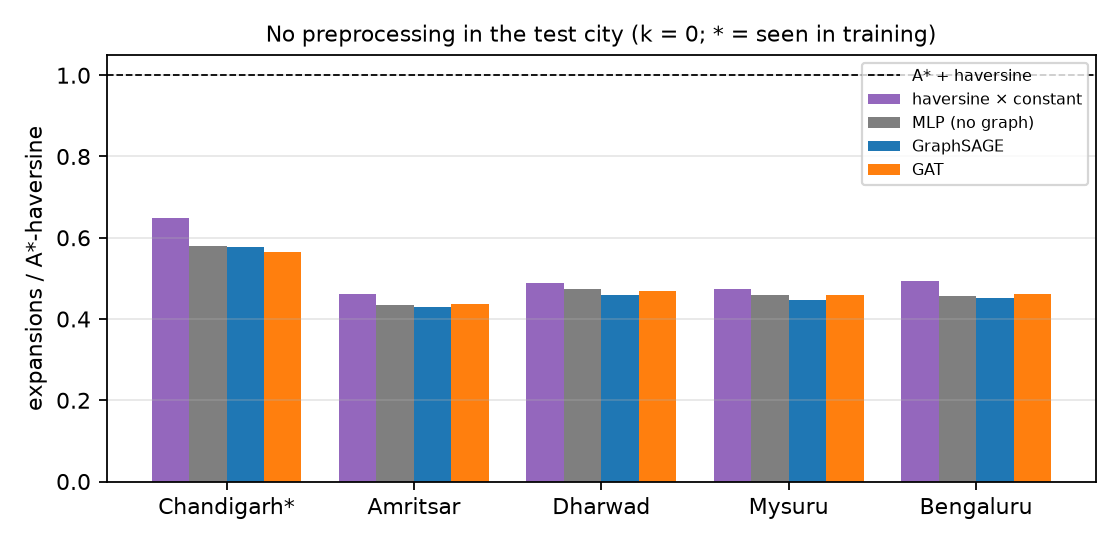 No preprocessing in the test city (k = 0; * = seen in training)
expansions / A*-haversine
1.0
0.8
0.6
0.4
0.2
0.0
A* + haversine
haversine × constant
MLP (no graph)
GraphSAGE
GAT
Chandigarh*
Amritsar
Dharwad
Mysuru
Bengaluru